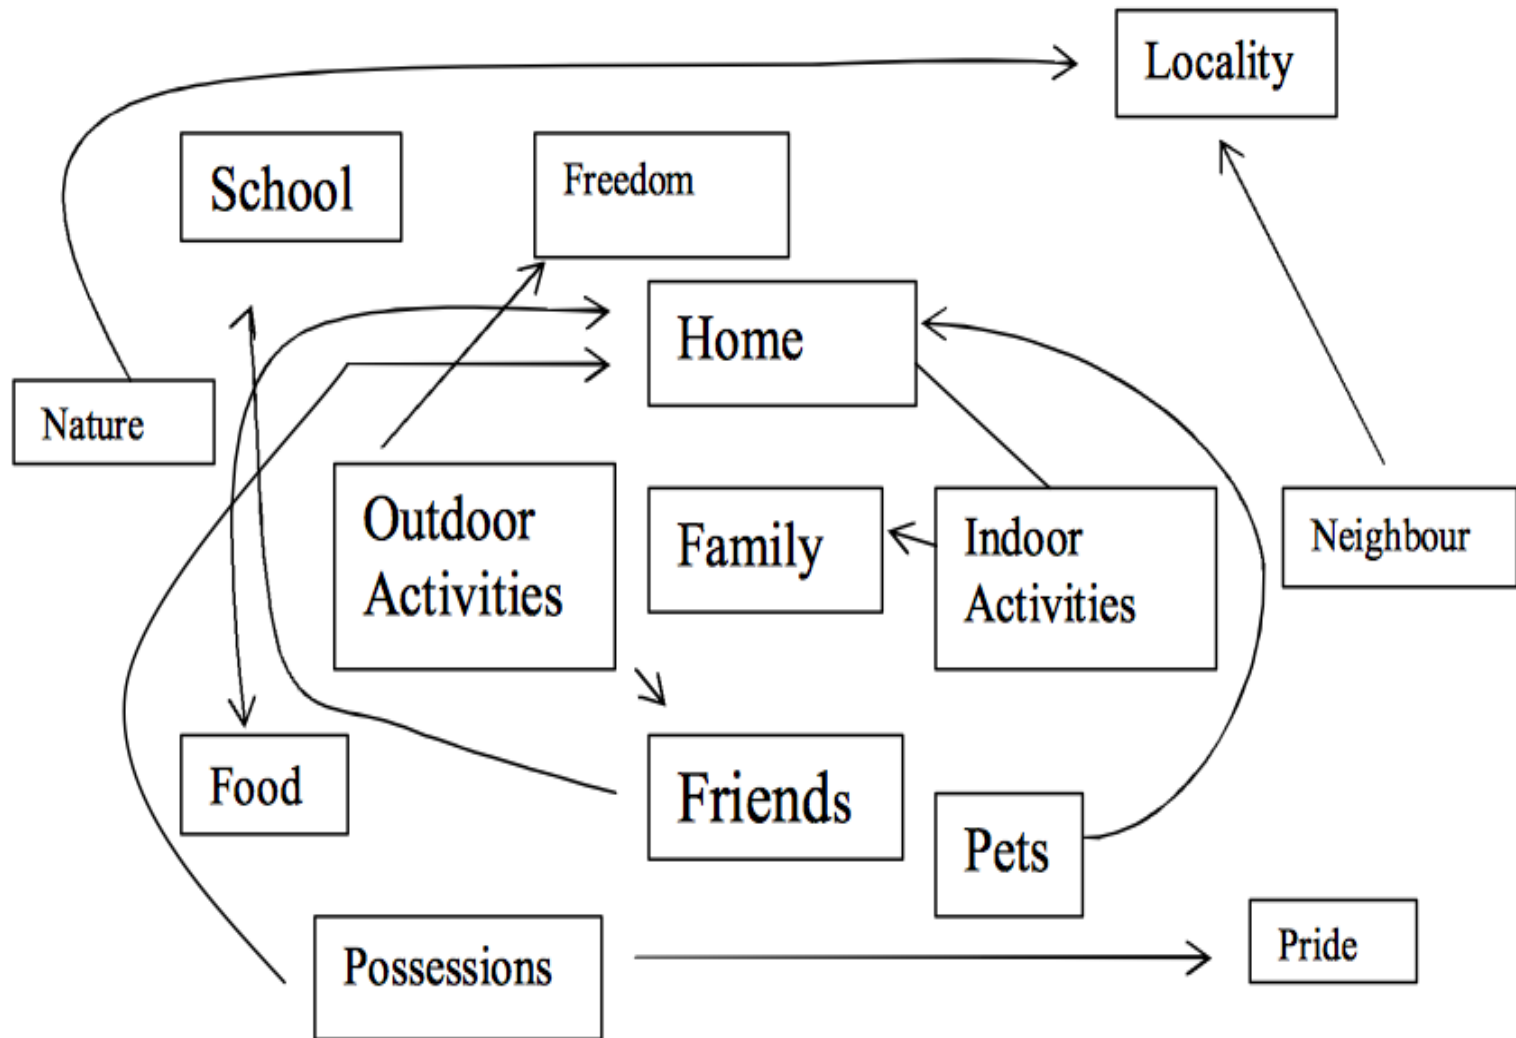 Locality
School
Freedom
Home
Nature
Outdoor
Activities
Family
Indoor
Activities
Neighbour
Food
Friends
Pets
Possessions
Pride